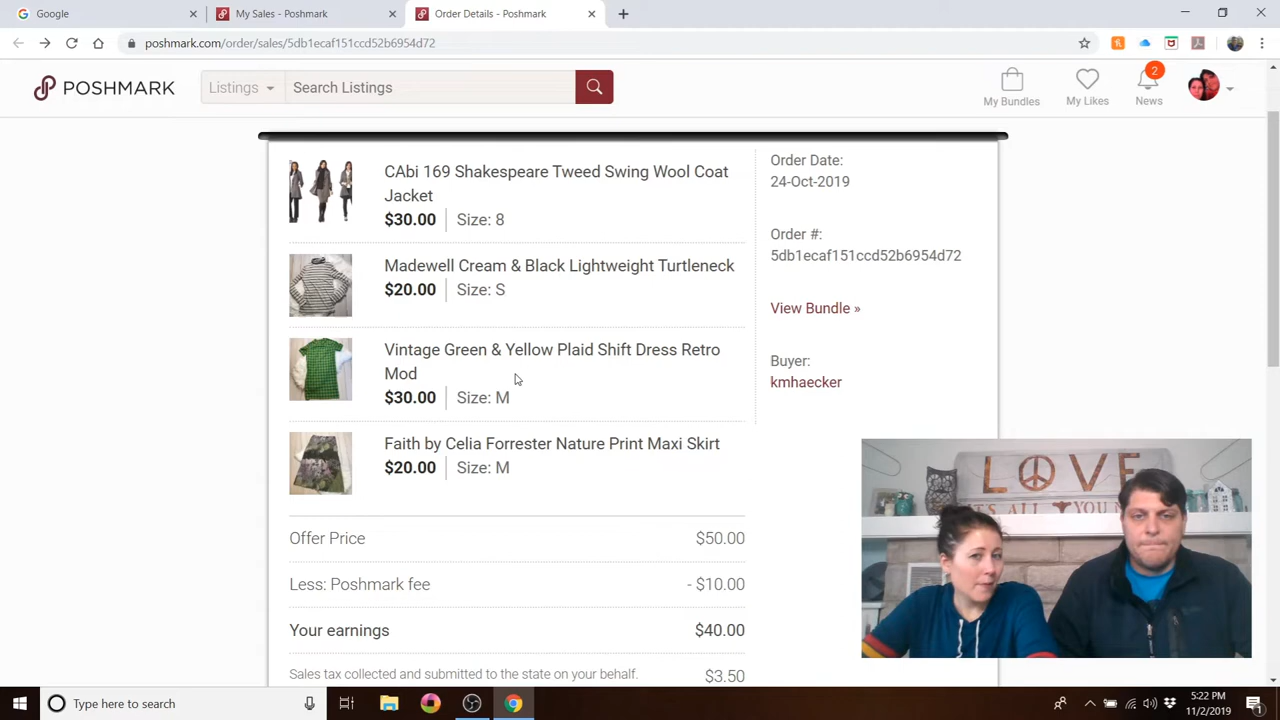 Google
My Sales - Poshmark
Order Details - Poshmark
poshmark.com/order/sales/5db1ecaf151ccd52b6954d72
POSHMARK
Listings
Search Listings
My Bundles
My Likes
2
News
CAbi 169 Shakespeare Tweed Swing Wool Coat
Jacket
$30.00 Size: 8
Madewell Cream & Black Lightweight Turtleneck
$20.00 Size: S
Vintage Green & Yellow Plaid Shift Dress Retro
Mod
$30.00 Size: M
Faith by Celia Forrester Nature Print Maxi Skirt
$20.00 Size: M
Offer Price $50.00
Less: Poshmark fee - $10.00
Your earnings $40.00
Sales tax collected and submitted to the state on your behalf. $3.50
Order Date:
24-Oct-2019
Order #:
5db1ecaf151ccd52b6954d72
View Bundle »
Buyer:
kmhaecker
LOVE
IT'S ALL YOU N
Type here to search
5:22 PM
11/2/2019
1